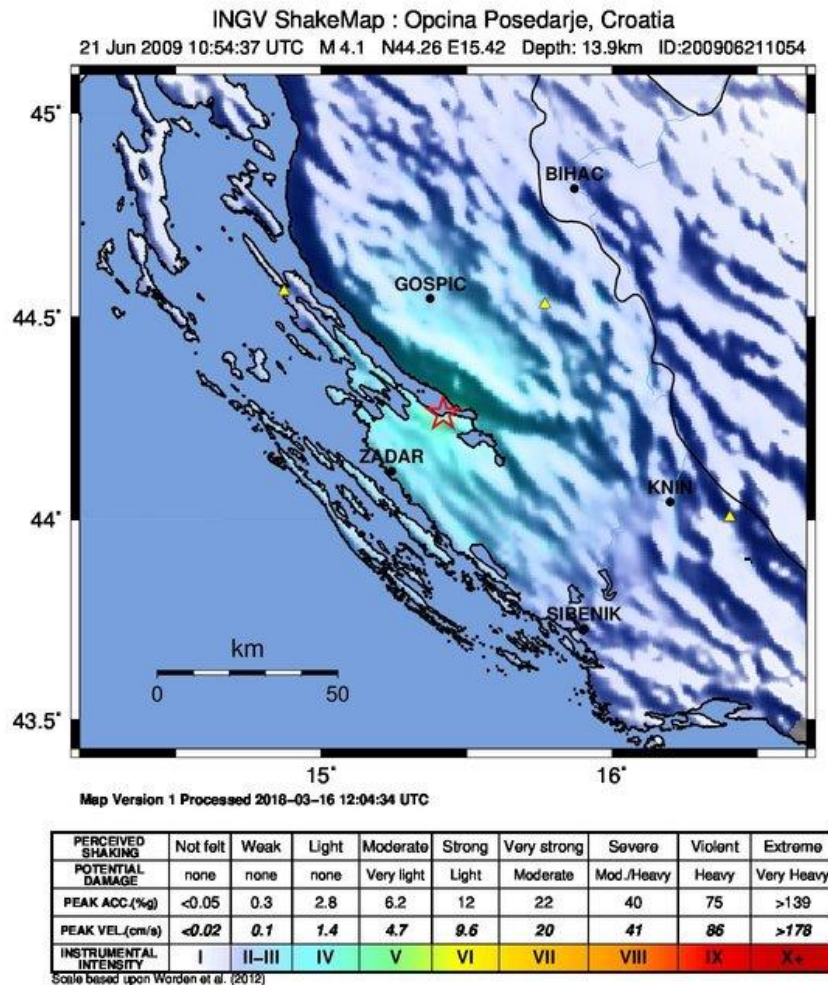 INGV ShakeMap : Opcina Posedarje, Croatia
21 Jun 2009 10:54:37 UTC M 4.1 N44.26 E15.42 Depth: 13.9km ID:200906211054
45°
BIHAC
GOSPIC
44.5°
ZADAR
KNIN
44°
SIBENIK
km
0 50
43.5°
15° 16°
Map Version 1 Processed 2018-03-16 12:04:34 UTC
PERCEIVED SHAKING Not felt Weak Light Moderate Strong Very strong Severe Violent Extreme
POTENTIAL DAMAGE none none none Very light Light Moderate Mod./Heavy Heavy Very Heavy
PEAK ACC.(%g) <0.05 0.3 2.8 6.2 12 22 40 75 >139
PEAK VEL.(cm/s) <0.02 0.1 1.4 4.7 9.6 20 41 86 >178
INSTRUMENTAL INTENSITY I II-III IV V VI VII VIII IX X+
Scale based upon Worden et al. (2012)